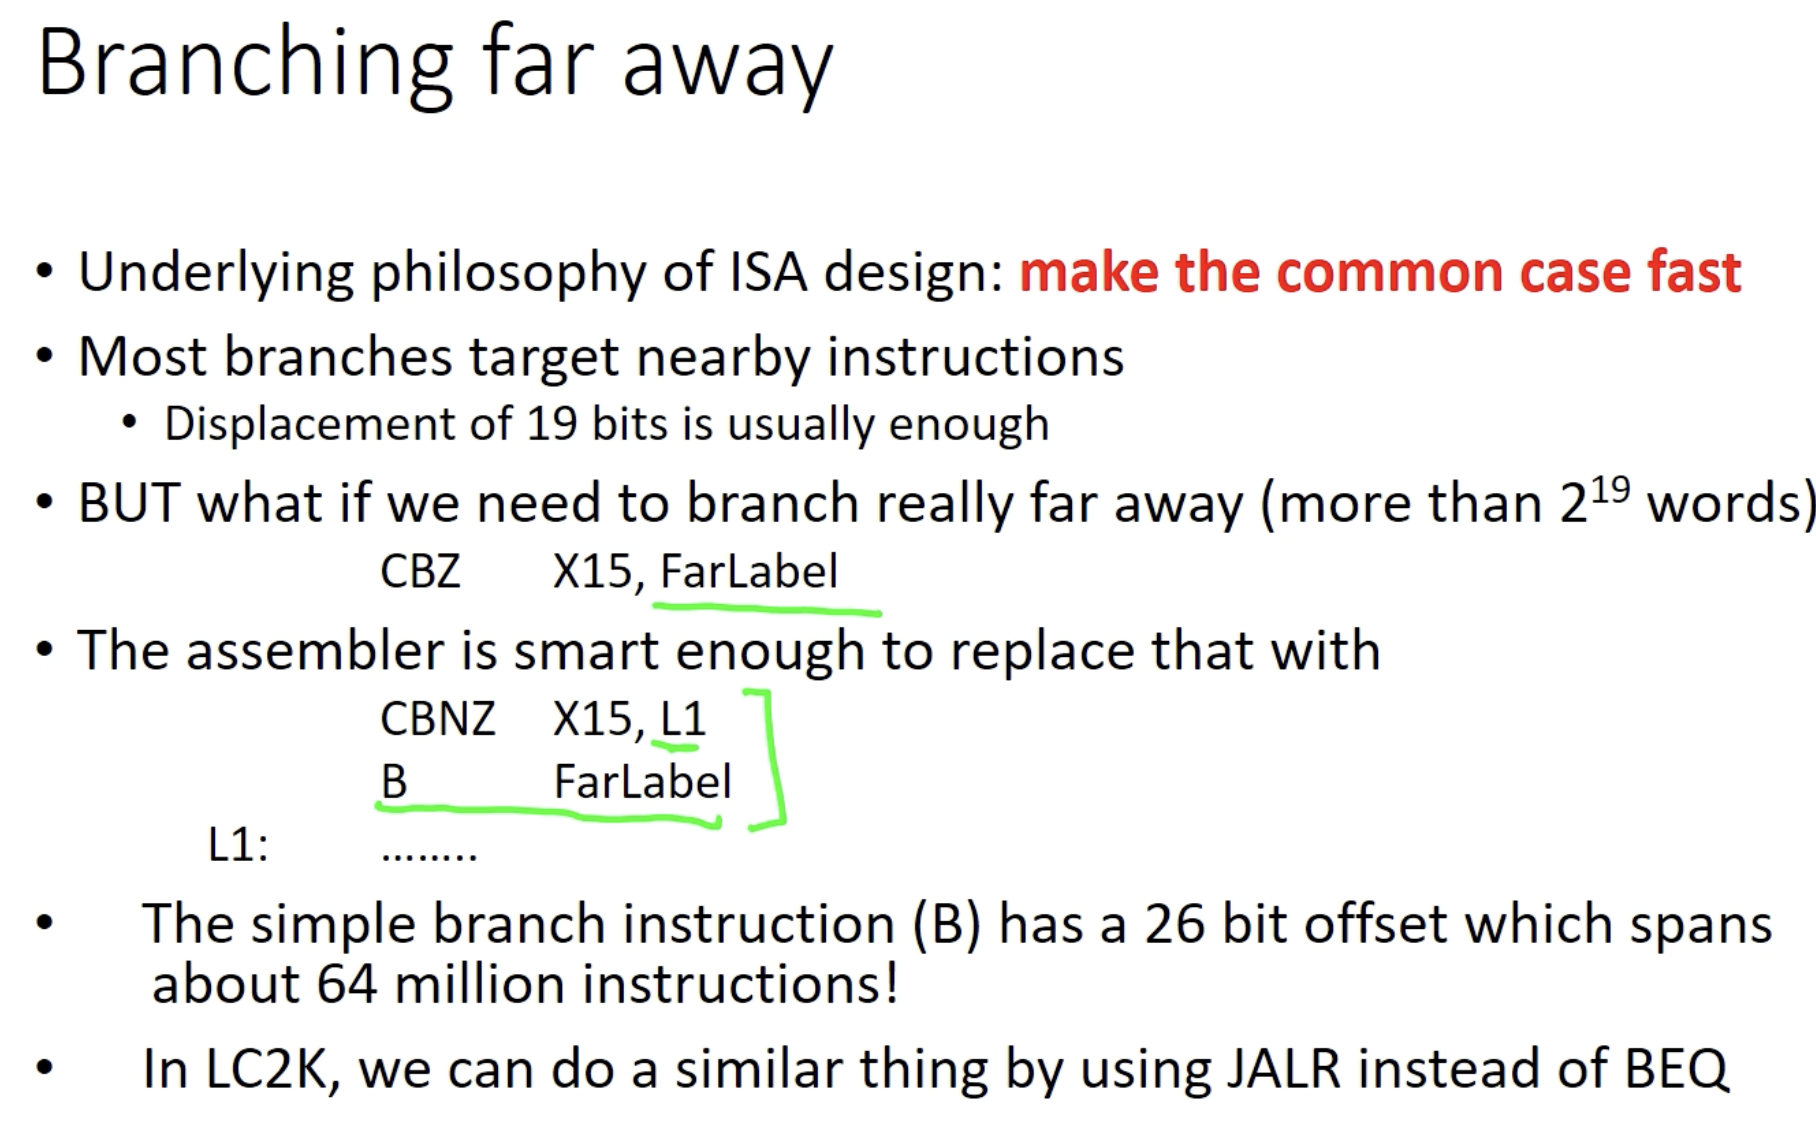 Branching far away
• Underlying philosophy of ISA design: make the common case fast
• Most branches target nearby instructions
• Displacement of 19 bits is usually enough
• BUT what if we need to branch really far away (more than 2¹⁹ words)
CBZ X15, FarLabel
• The assembler is smart enough to replace that with
CBNZ X15, L1
B FarLabel
L1: ........
• The simple branch instruction (B) has a 26 bit offset which spans
about 64 million instructions!
• In LC2K, we can do a similar thing by using JALR instead of BEQ